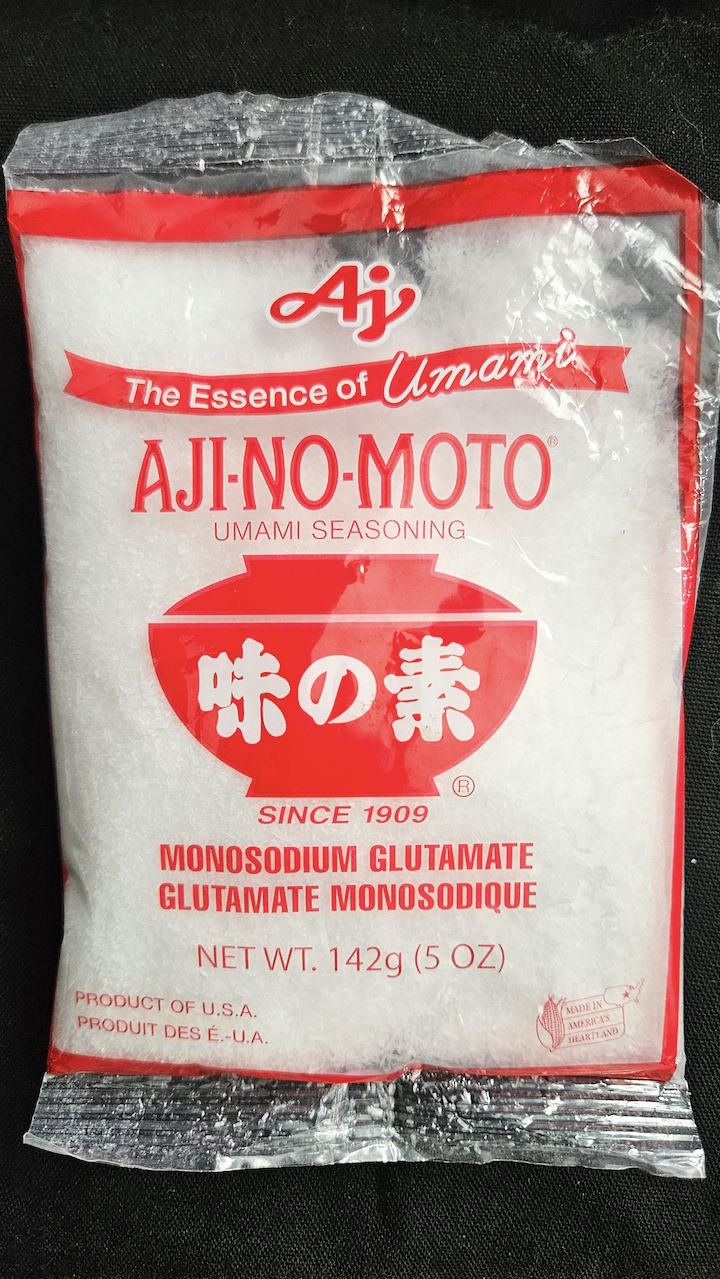 Aj
The Essence of Umami
AJI-NO-MOTO®
UMAMI SEASONING
味の素
®
SINCE 1909
MONOSODIUM GLUTAMATE
GLUTAMATE MONOSODIQUE
NET WT. 142g (5 OZ)
PRODUCT OF U.S.A.
PRODUIT DES É.-U.A.
MADE IN
AMERICA'S
HEARTLAND